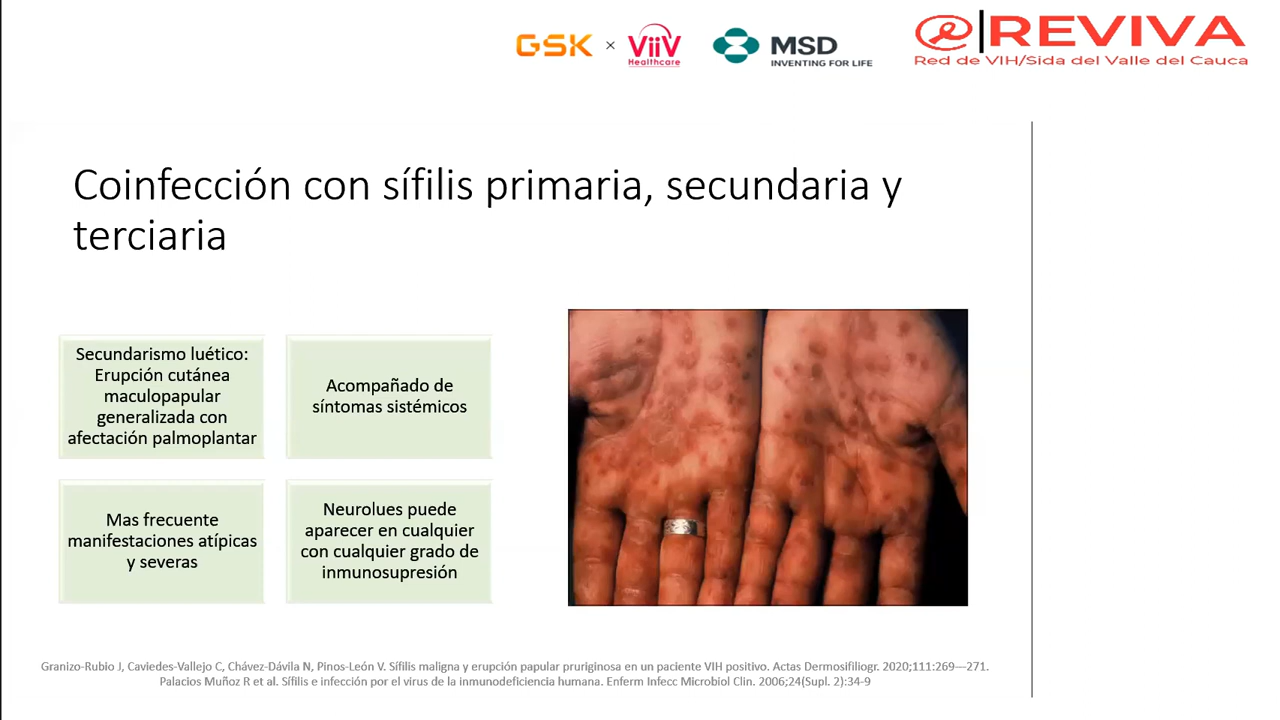 GSK × ViiV
Healthcare
MSD
INVENTING FOR LIFE
REVIVA
Red de VIH/Sida del Valle del Cauca
Coinfección con sífilis primaria, secundaria y
terciaria
Secundarismo luético:
Erupción cutánea
maculopapular
generalizada con
afectación palmoplantar
Acompañado de
síntomas sistémicos
Mas frecuente
manifestaciones atípicas
y severas
Neurolues puede
aparecer en cualquier
con cualquier grado de
inmunosupresión
Granizo-Rubio J, Caviedes-Vallejo C, Chávez-Dávila N, Pinos-León V. Sífilis maligna y erupción papular pruriginosa en un paciente VIH positivo. Actas Dermosifiliogr. 2020;111:269---271.
Palacios Muñoz R et al. Sífilis e infección por el virus de la inmunodeficiencia humana. Enferm Infecc Microbiol Clin. 2006;24(Supl. 2):34-9